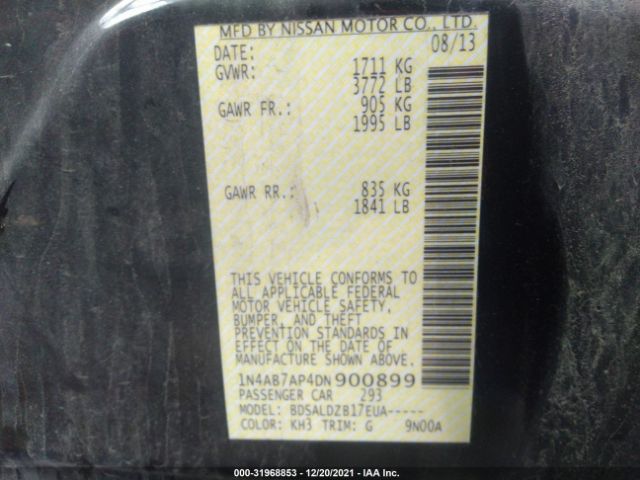 MFD BY NISSAN MOTOR CO., LTD.
DATE: 08/13
GVWR: 1711 KG
3772 LB
GAWR FR.: 905 KG
1995 LB
GAWR RR.: 835 KG
1841 LB
THIS VEHICLE CONFORMS TO
ALL APPLICABLE FEDERAL
MOTOR VEHICLE SAFETY,
BUMPER, AND THEFT
PREVENTION STANDARDS IN
EFFECT ON THE DATE OF
MANUFACTURE SHOWN ABOVE.
1N4AB7AP4DN900899
PASSENGER CAR 293
MODEL: BDSALDZB17EUA-----
COLOR: KH3 TRIM: G 9N00A
000-31968853 - 12/20/2021 - IAA Inc.